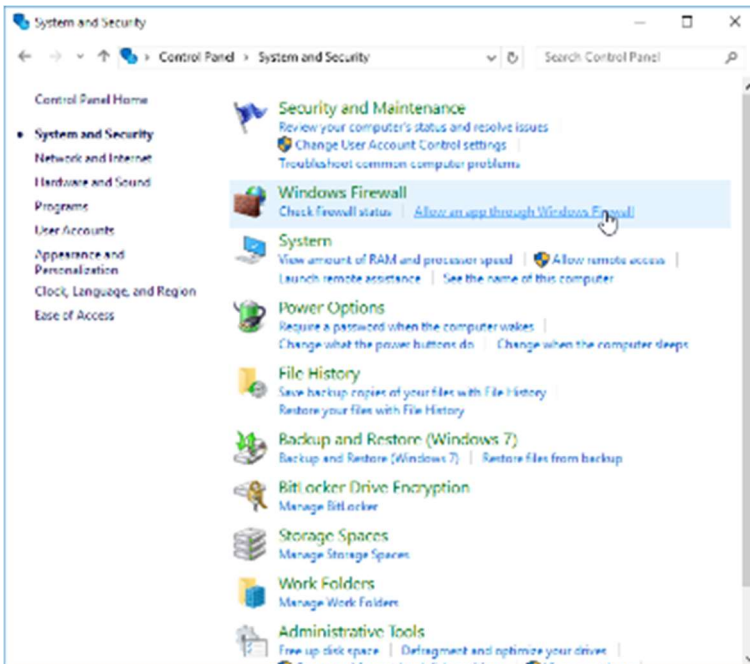 System and Security
Control Panel › System and Security
Search Control Panel
Control Panel Home
System and Security
Network and Internet
Hardware and Sound
Programs
User Accounts
Appearance and
Personalization
Clock, Language, and Region
Ease of Access
Security and Maintenance
Review your computer's status and resolve issues
Change User Account Control settings
Troubleshoot common computer problems
Windows Firewall
Check firewall status | Allow an app through Windows Firewall
System
View amount of RAM and processor speed | Allow remote access |
Launch remote assistance | See the name of this computer
Power Options
Require a password when the computer wakes |
Change what the power buttons do | Change when the computer sleeps
File History
Save backup copies of your files with File History |
Restore your files with File History
Backup and Restore (Windows 7)
Backup and Restore (Windows 7) | Restore files from backup
BitLocker Drive Encryption
Manage BitLocker
Storage Spaces
Manage Storage Spaces
Work Folders
Manage Work Folders
Administrative Tools
Free up disk space | Defragment and optimize your drives |